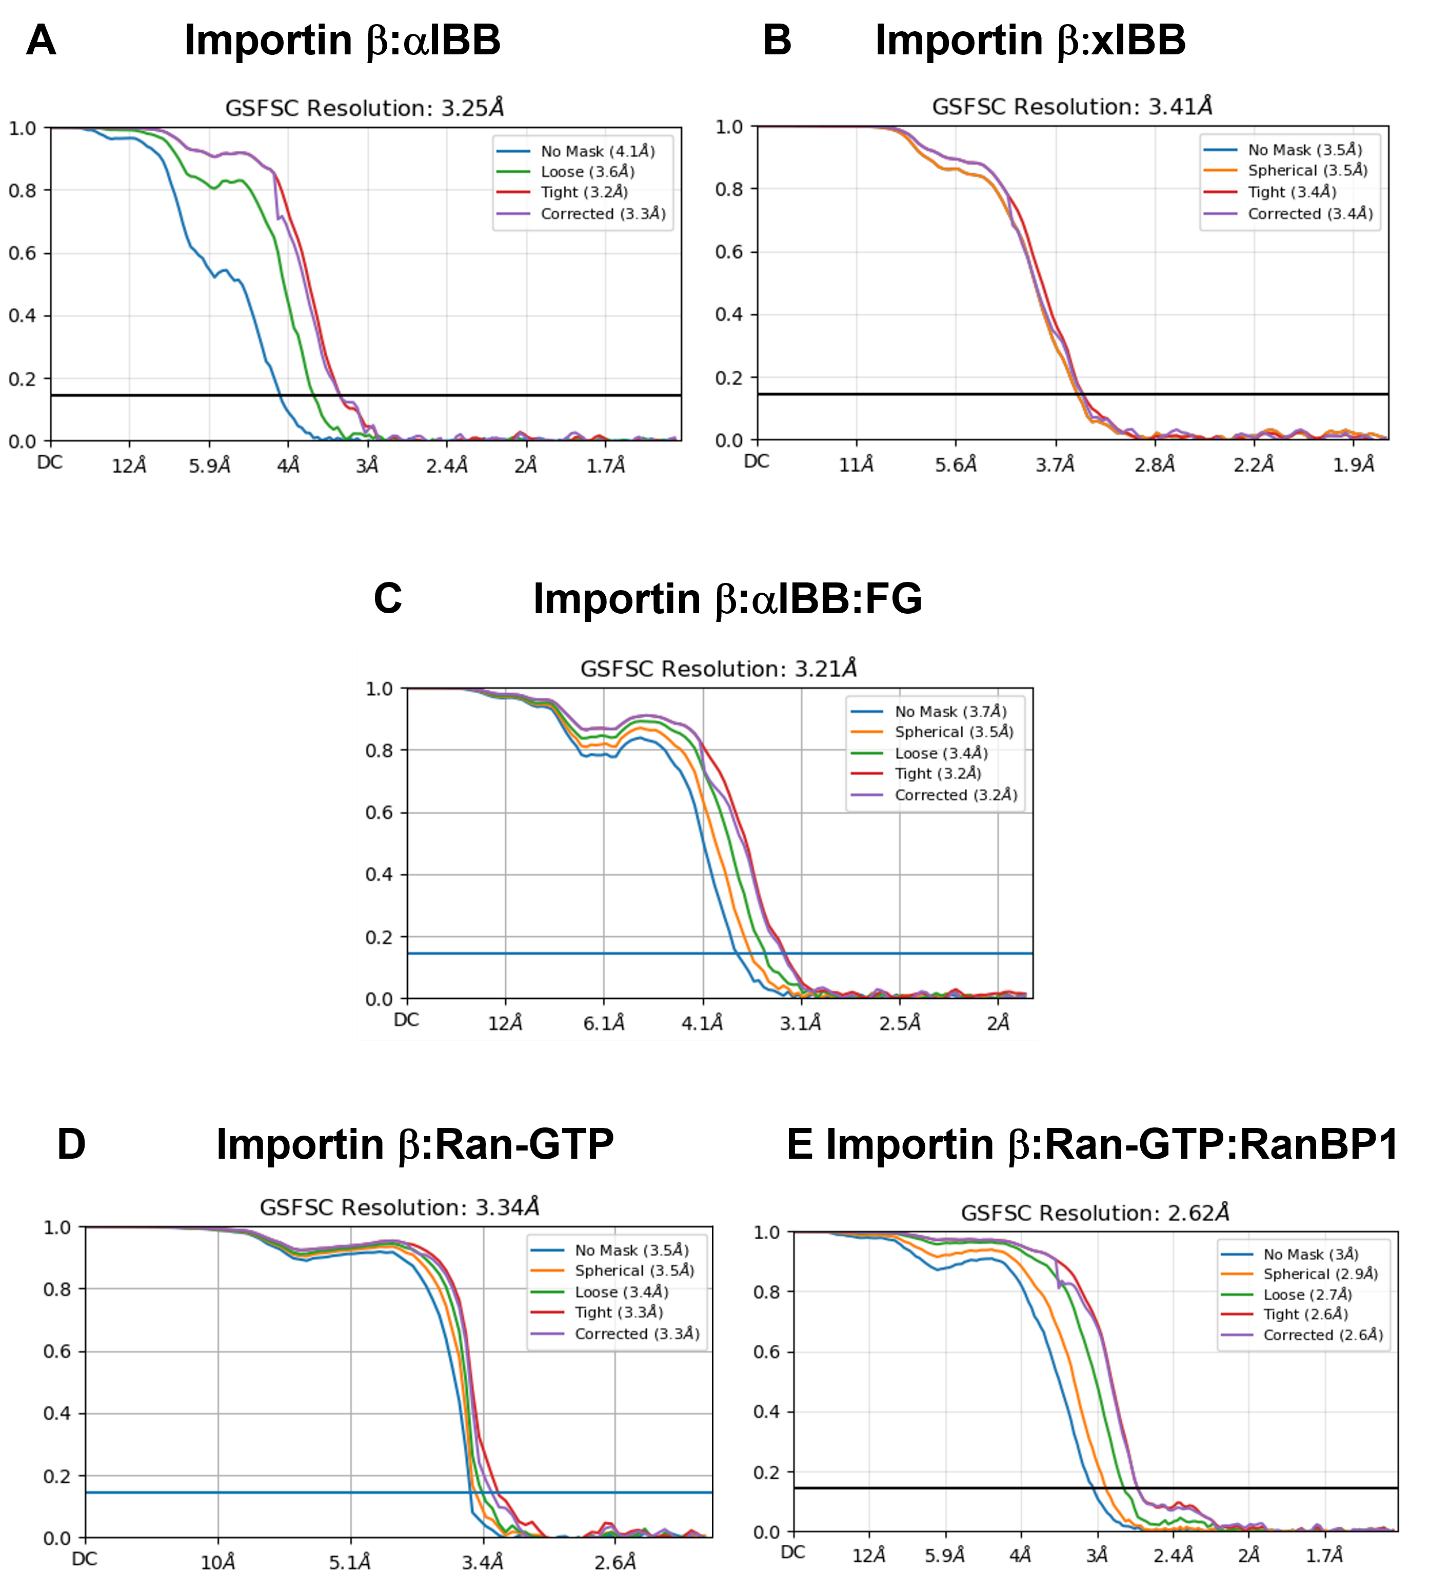 A Importin β:αIBB
GSFSC Resolution: 3.25Å
1.0
0.8
0.6
0.4
0.2
0.0
No Mask (4.1Å)
Loose (3.6Å)
Tight (3.2Å)
Corrected (3.3Å)
DC 12Å 5.9Å 4Å 3Å 2.4Å 2Å 1.7Å
B Importin β:xIBB
GSFSC Resolution: 3.41Å
1.0
0.8
0.6
0.4
0.2
0.0
No Mask (3.5Å)
Spherical (3.5Å)
Tight (3.4Å)
Corrected (3.4Å)
DC 11Å 5.6Å 3.7Å 2.8Å 2.2Å 1.9Å
C Importin β:αIBB:FG
GSFSC Resolution: 3.21Å
1.0
0.8
0.6
0.4
0.2
0.0
No Mask (3.7Å)
Spherical (3.5Å)
Loose (3.4Å)
Tight (3.2Å)
Corrected (3.2Å)
DC 12Å 6.1Å 4.1Å 3.1Å 2.5Å 2Å
D Importin β:Ran-GTP
GSFSC Resolution: 3.34Å
1.0
0.8
0.6
0.4
0.2
0.0
No Mask (3.5Å)
Spherical (3.5Å)
Loose (3.4Å)
Tight (3.3Å)
Corrected (3.3Å)
DC 10Å 5.1Å 3.4Å 2.6Å
E Importin β:Ran-GTP:RanBP1
GSFSC Resolution: 2.62Å
1.0
0.8
0.6
0.4
0.2
0.0
No Mask (3Å)
Spherical (2.9Å)
Loose (2.7Å)
Tight (2.6Å)
Corrected (2.6Å)
DC 12Å 5.9Å 4Å 3Å 2.4Å 2Å 1.7Å